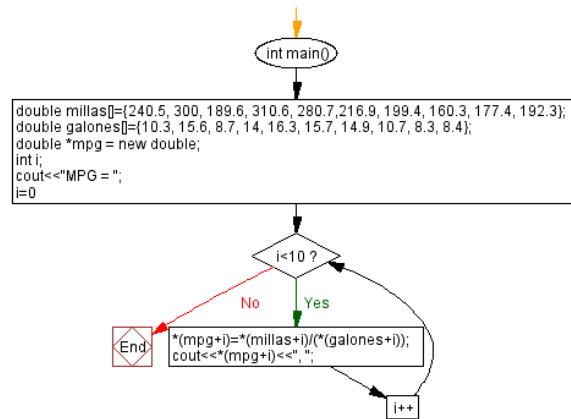 int main()
double millas[]={240.5, 300, 189.6, 310.6, 280.7,216.9, 199.4, 160.3, 177.4, 192.3};
double galones[]={10.3, 15.6, 8.7, 14, 16.3, 15.7, 14.9, 10.7, 8.3, 8.4};
double *mpg = new double;
int i;
cout<<"MPG = ";
i=0
i<10 ?
No
Yes
End
*(mpg+i)=*(millas+i)/(*(galones+i));
cout<<*(mpg+i)<<", ";
i++